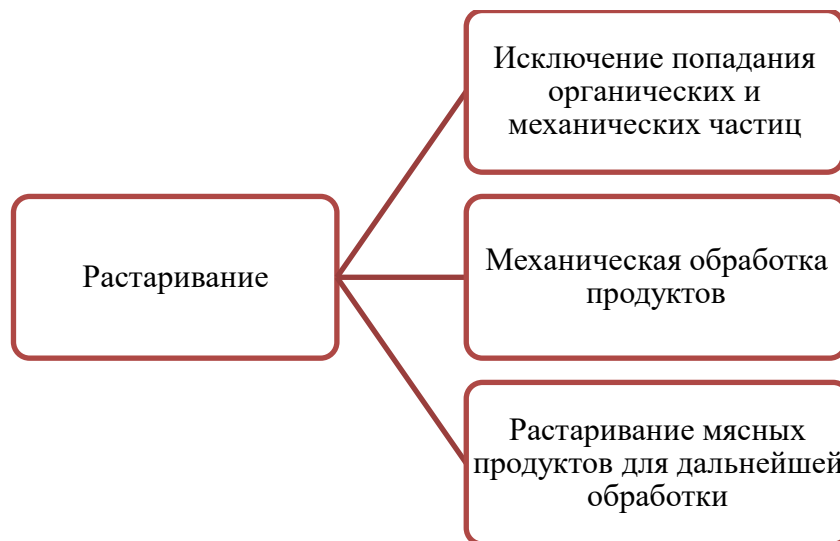 Исключение попадания
органических и
механических частиц
Растаривание
Механическая обработка
продуктов
Растаривание мясных
продуктов для дальнейшей
обработки